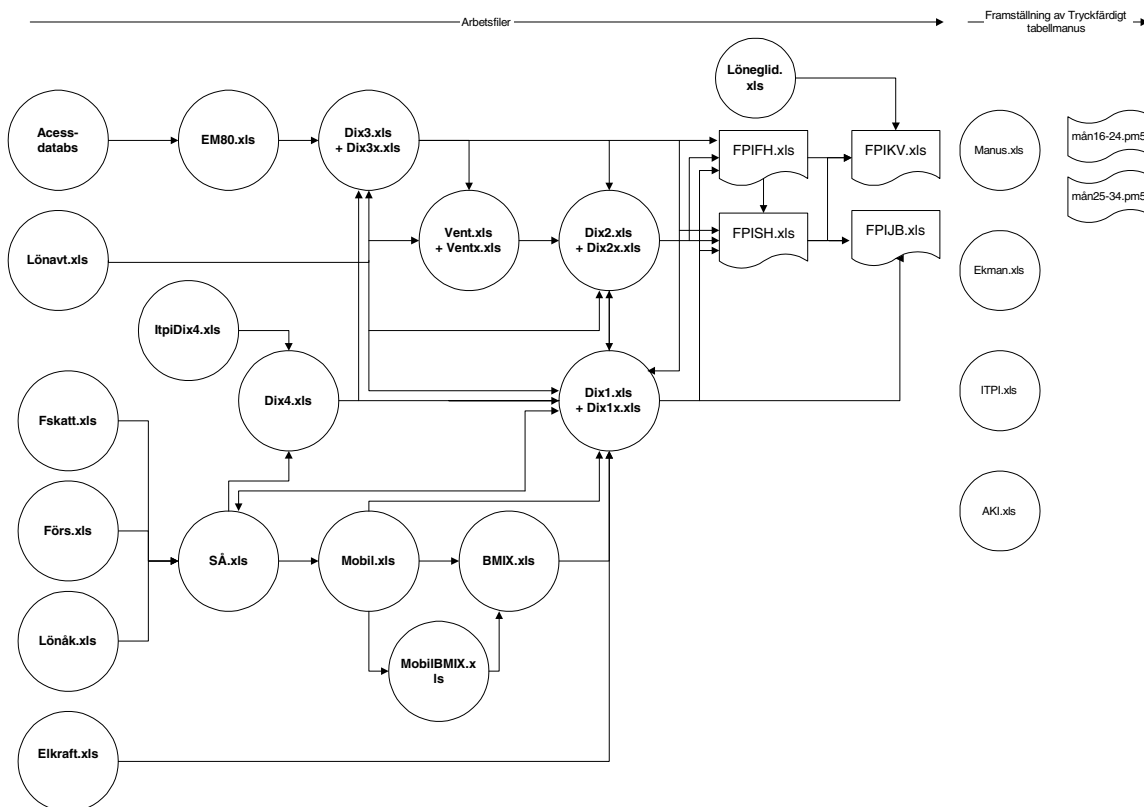 Arbetsfiler
Framställning av Tryckfärdigt
tabellmanus
Löneglid.
xls
Acess-
databs
EM80.xls
Dix3.xls
+ Dix3x.xls
FPIFH.xls
FPIKV.xls
Manus.xls
mån16-24.pm5
mån25-34.pm5
Lönavt.xls
Vent.xls
+ Ventx.xls
Dix2.xls
+ Dix2x.xls
FPISH.xls
FPIJB.xls
Ekman.xls
ItpiDix4.xls
Fskatt.xls
Dix4.xls
Dix1.xls
+ Dix1x.xls
ITPI.xls
Förs.xls
SÅ.xls
Mobil.xls
BMIX.xls
AKI.xls
Lönåk.xls
MobilBMIX.x
ls
Elkraft.xls